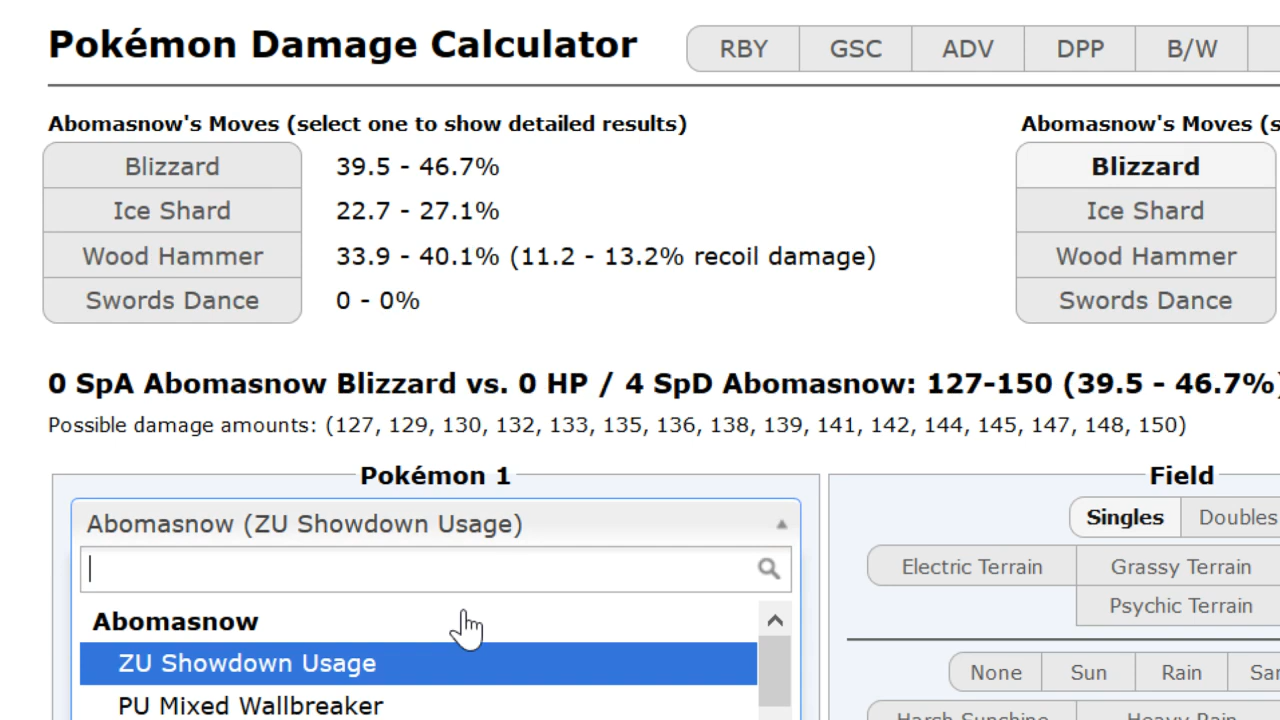 Pokémon Damage Calculator
RBY GSC ADV DPP B/W
Abomasnow's Moves (select one to show detailed results)
Blizzard 39.5 - 46.7%
Ice Shard 22.7 - 27.1%
Wood Hammer 33.9 - 40.1% (11.2 - 13.2% recoil damage)
Swords Dance 0 - 0%
Abomasnow's Moves (s
Blizzard
Ice Shard
Wood Hammer
Swords Dance
0 SpA Abomasnow Blizzard vs. 0 HP / 4 SpD Abomasnow: 127-150 (39.5 - 46.7%)
Possible damage amounts: (127, 129, 130, 132, 133, 135, 136, 138, 139, 141, 142, 144, 145, 147, 148, 150)
Pokémon 1
Abomasnow (ZU Showdown Usage)
Abomasnow
ZU Showdown Usage
PU Mixed Wallbreaker
Field
Singles Doubles
Electric Terrain Grassy Terrain
Psychic Terrain
None Sun Rain Sa
Harsh Sunshine Heavy Rain